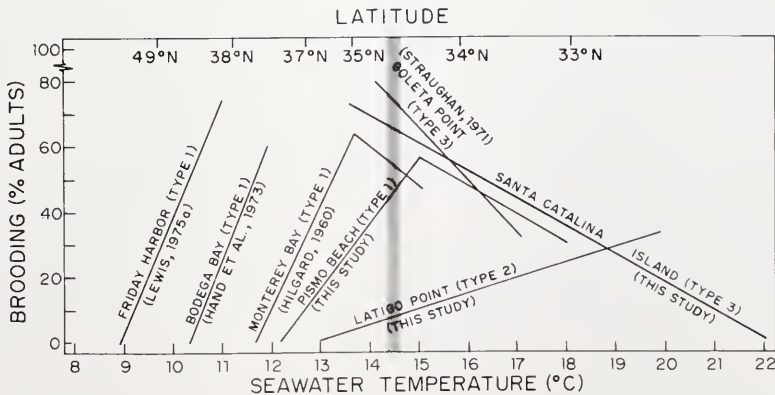 LATITUDE
49°N 38°N 37°N 35°N 34°N 33°N
100
80
60
40
20
0
BROODING (% ADULTS)
FRIDAY HARBOR (TYPE 1)
(LEWIS, 1975a)
BODEGA BAY (TYPE 1)
(HAND ET AL., 1973)
MONTEREY BAY (TYPE 1)
(HILGARD, 1960)
PISMO BEACH (TYPE 1)
(THIS STUDY)
(STRAUGHAN, 1971)
GOLETA POINT
(TYPE 3)
LATIGO POINT (TYPE 2)
(THIS STUDY)
SANTA CATALINA
ISLAND (TYPE 3)
(THIS STUDY)
8 9 10 11 12 13 14 15 16 17 18 19 20 21 22
SEAWATER TEMPERATURE (°C)